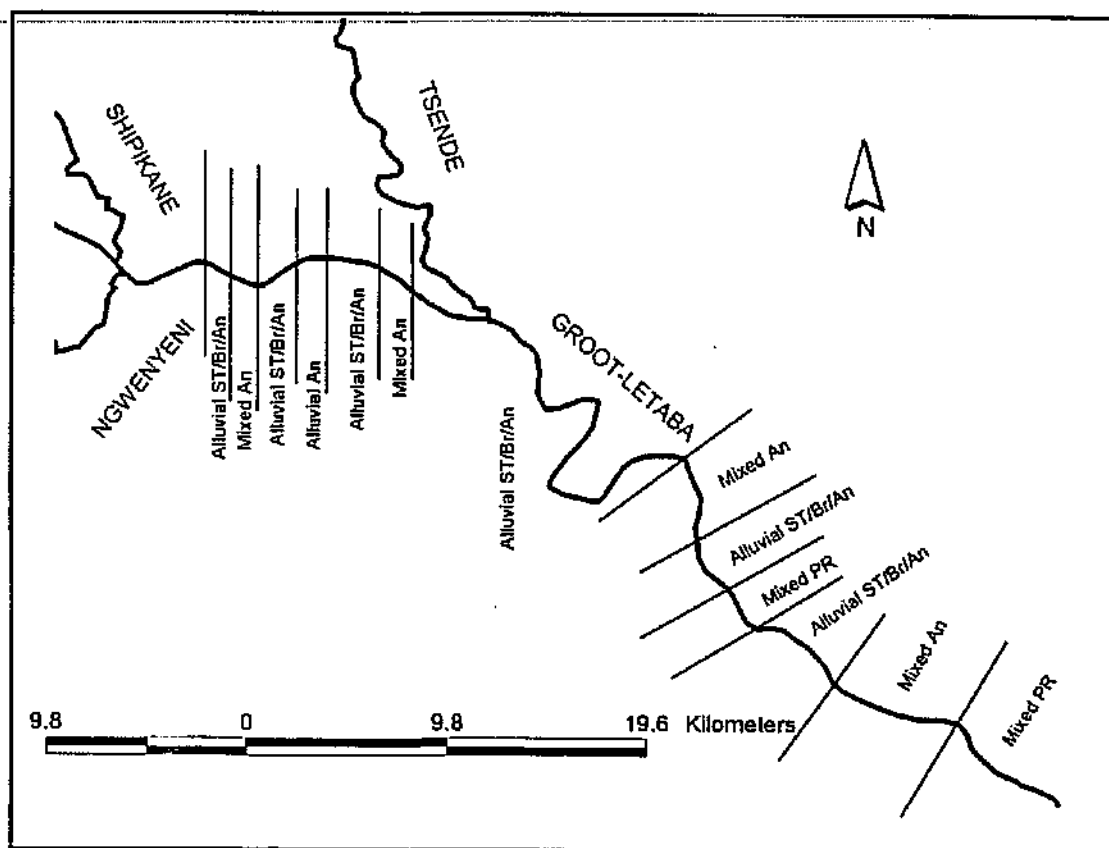 SHIPIKANE
TSENDE
N
NGWENYENI
Alluvial ST/Br/An
Mixed An
Alluvial ST/Br/An
Alluvial An
Alluvial ST/Br/An
Mixed An
Alluvial ST/Br/An
GROOT-LETABA
Mixed An
Alluvial ST/Br/An
Mixed PR
Alluvial ST/Br/An
Mixed An
Mixed PR
9.8 0 9.8 19.6 Kilometers